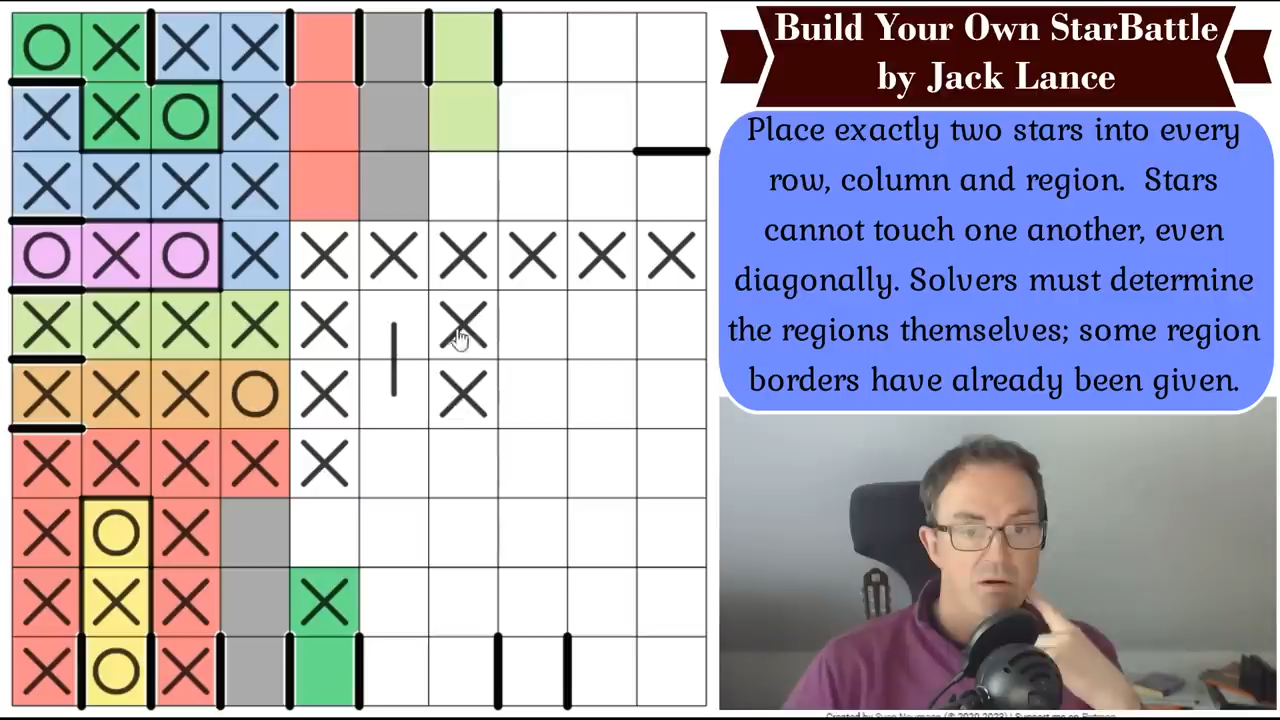 Build Your Own StarBattle
by Jack Lance
Place exactly two stars into every
row, column and region. Stars
cannot touch one another, even
diagonally. Solvers must determine
the regions themselves; some region
borders have already been given.